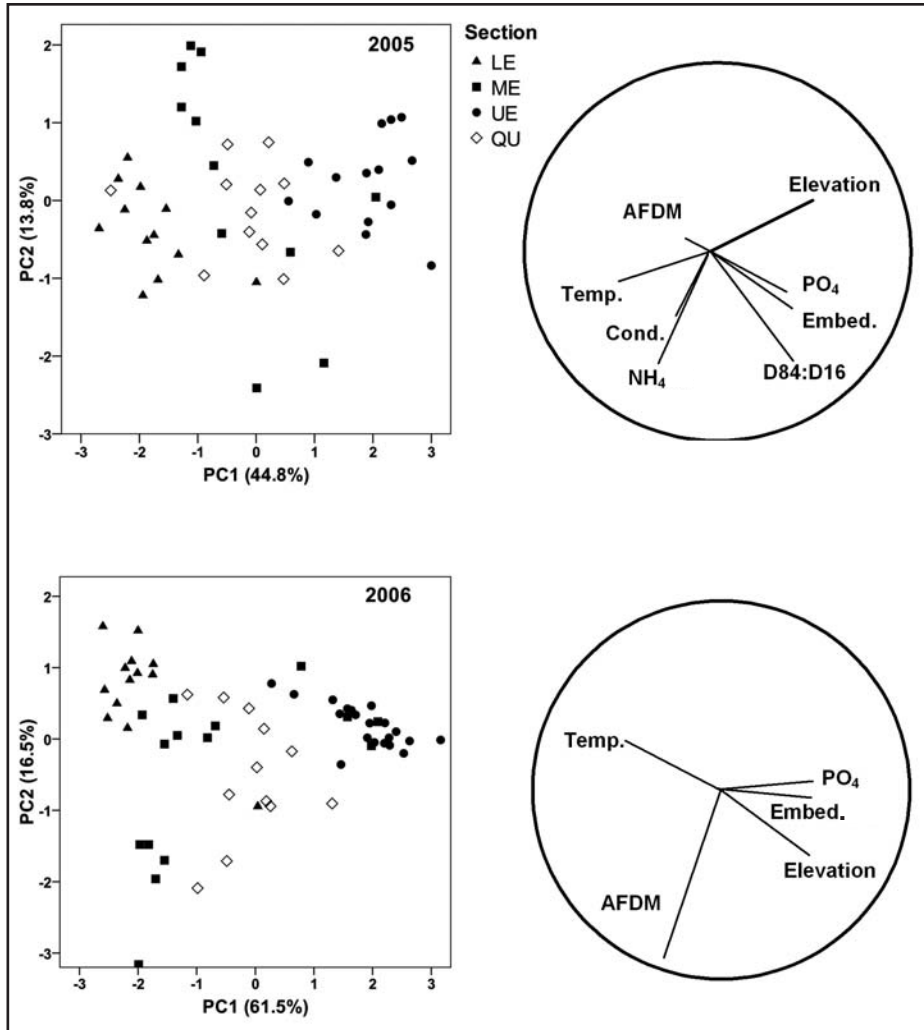 2005
2
1
0
-1
-2
-3
PC2 (13.8%)
-3 -2 -1 0 1 2 3
PC1 (44.8%)
Section
LE
ME
UE
QU
Elevation
AFDM
PO4
Temp.
Embed.
Cond.
D84:D16
NH4
2006
2
1
0
-1
-2
-3
PC2 (16.5%)
-3 -2 -1 0 1 2 3
PC1 (61.5%)
Temp.
PO4
Embed.
Elevation
AFDM